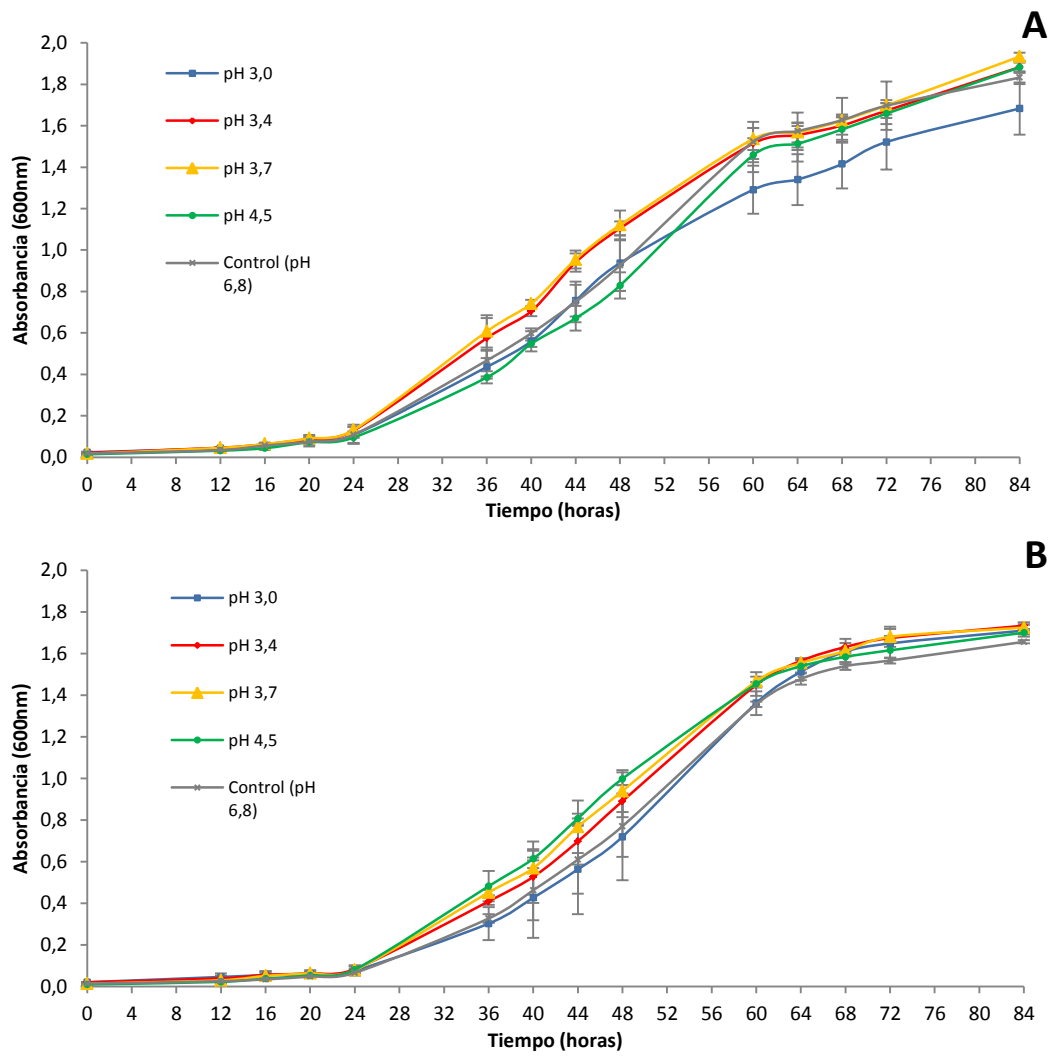 A
2,0
1,8
1,6
1,4
1,2
1,0
0,8
0,6
0,4
0,2
0,0
Absorbancia (600nm)
pH 3,0
pH 3,4
pH 3,7
pH 4,5
Control (pH
6,8)
0 4 8 12 16 20 24 28 32 36 40 44 48 52 56 60 64 68 72 76 80 84
Tiempo (horas)
B
2,0
1,8
1,6
1,4
1,2
1,0
0,8
0,6
0,4
0,2
0,0
Absorbancia (600nm)
pH 3,0
pH 3,4
pH 3,7
pH 4,5
Control (pH
6,8)
0 4 8 12 16 20 24 28 32 36 40 44 48 52 56 60 64 68 72 76 80 84
Tiempo (horas)